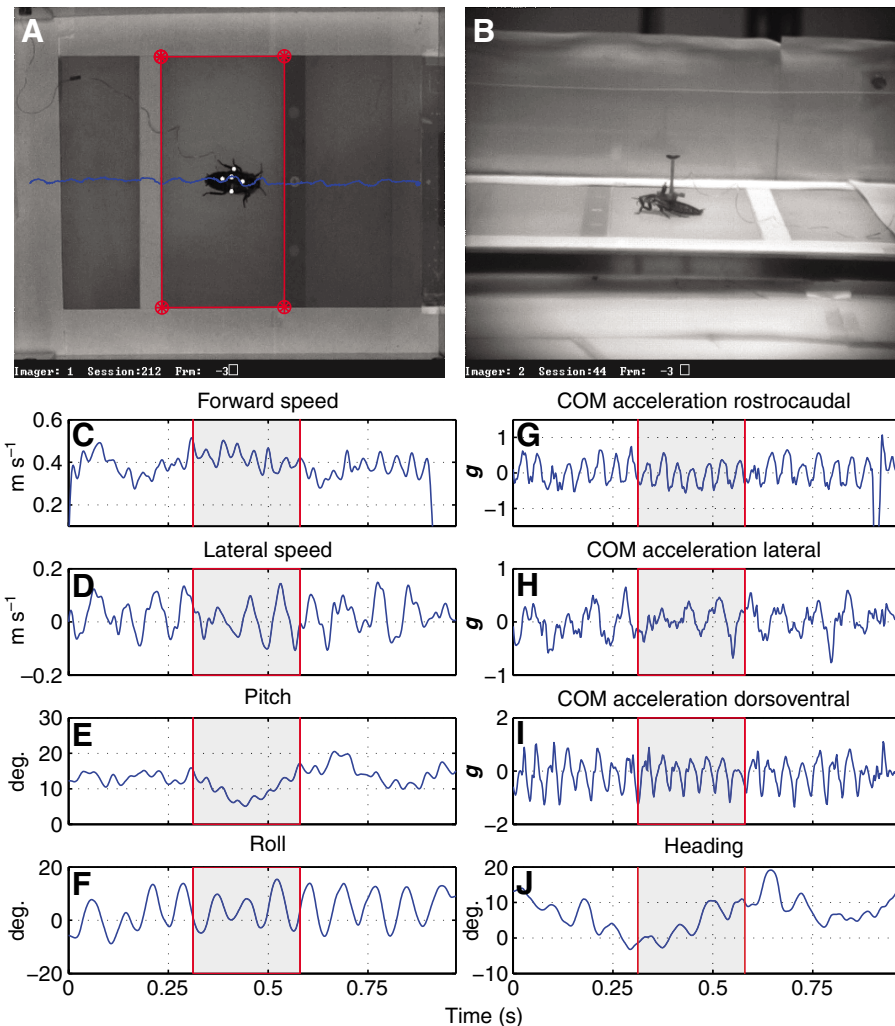 A
B
Imager: 1 Session:212 Frm: -3
Imager: 2 Session:44 Frm: -3
Forward speed
C
0.6
0.4
0.2
m s⁻¹
COM acceleration rostrocaudal
G
1
0
−1
g
Lateral speed
D
0.2
0
−0.2
m s⁻¹
COM acceleration lateral
H
1
0
−1
g
Pitch
E
30
20
10
0
deg.
COM acceleration dorsoventral
I
2
0
−2
g
Roll
F
20
0
−20
deg.
0 0.25 0.5 0.75
Heading
J
20
10
0
−10
deg.
0.25 0.5 0.75
Time (s)